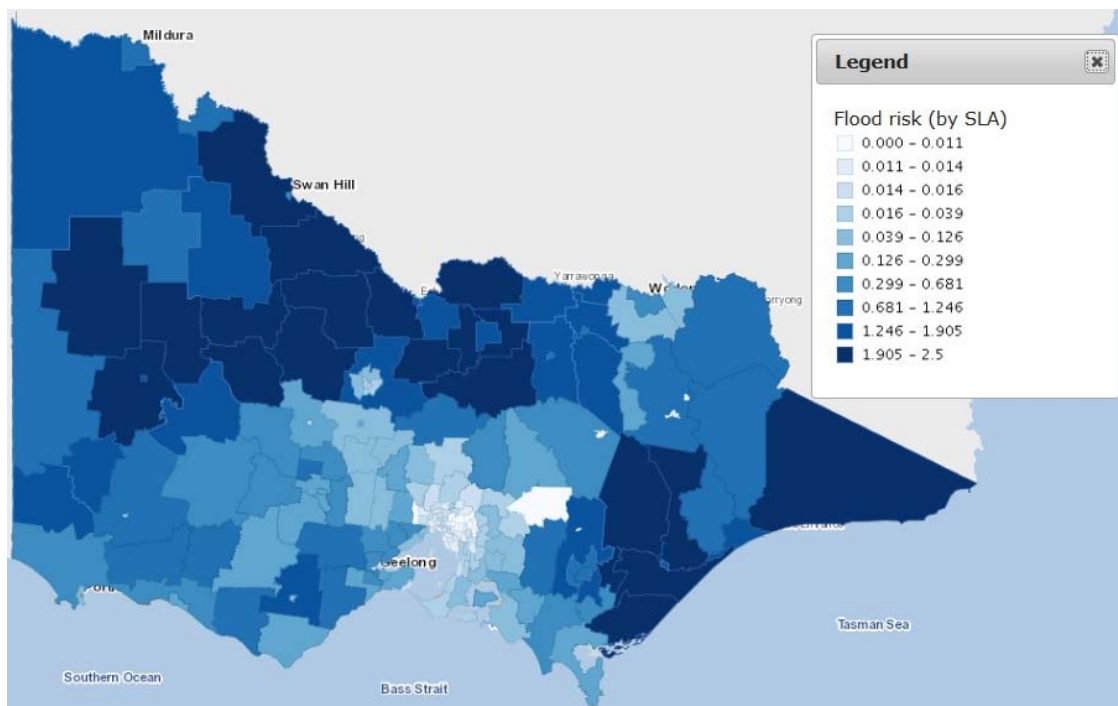 Mildura
Legend
Flood risk (by SLA)
0.000 - 0.011
0.011 - 0.014
0.014 - 0.016
0.016 - 0.039
0.039 - 0.126
0.126 - 0.299
0.299 - 0.681
0.681 - 1.246
1.246 - 1.905
1.905 - 2.5
Swan Hill
Yarrawonga
Geelong
Tasman Sea
Southern Ocean
Bass Strait